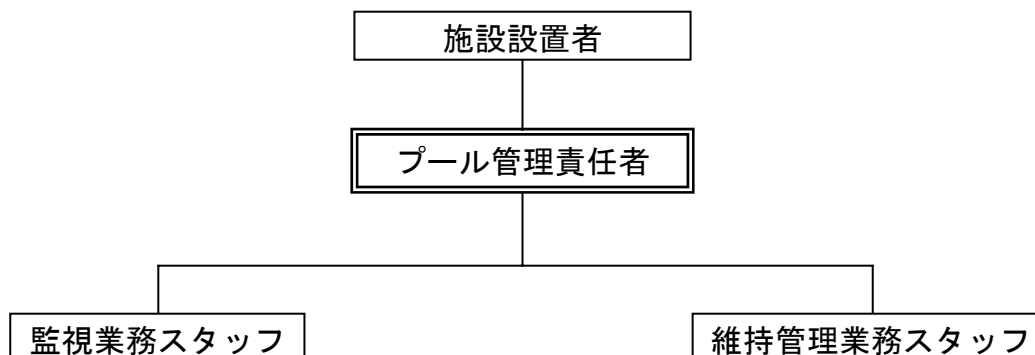 施設設置者
プール管理責任者
監視業務スタッフ
維持管理業務スタッフ